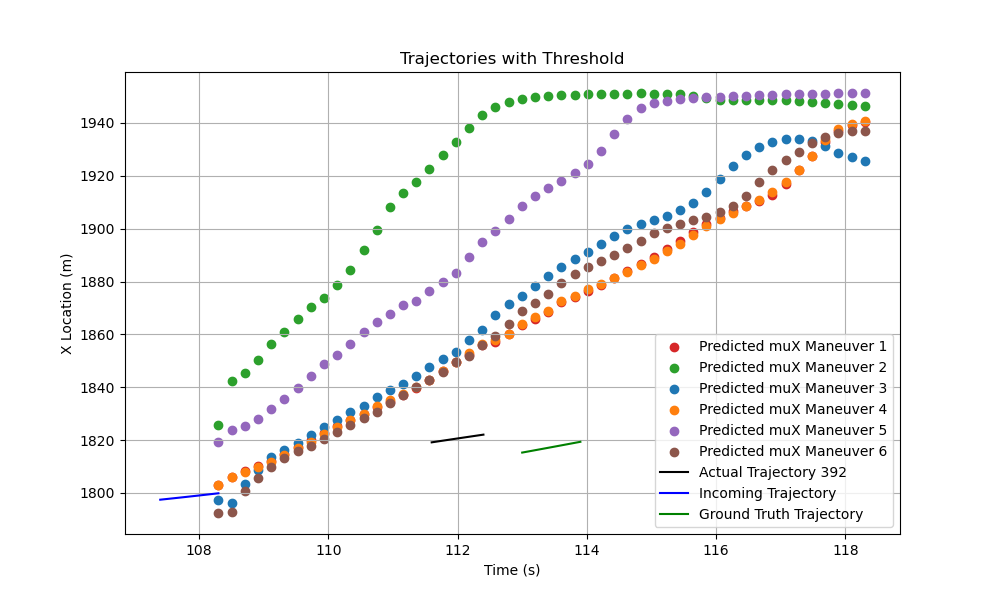 Trajectories with Threshold
X Location (m)
1940
1920
1900
1880
1860
1840
1820
1800
108
110
112
114
116
118
Time (s)
Predicted muX Maneuver 1
Predicted muX Maneuver 2
Predicted muX Maneuver 3
Predicted muX Maneuver 4
Predicted muX Maneuver 5
Predicted muX Maneuver 6
Actual Trajectory 392
Incoming Trajectory
Ground Truth Trajectory